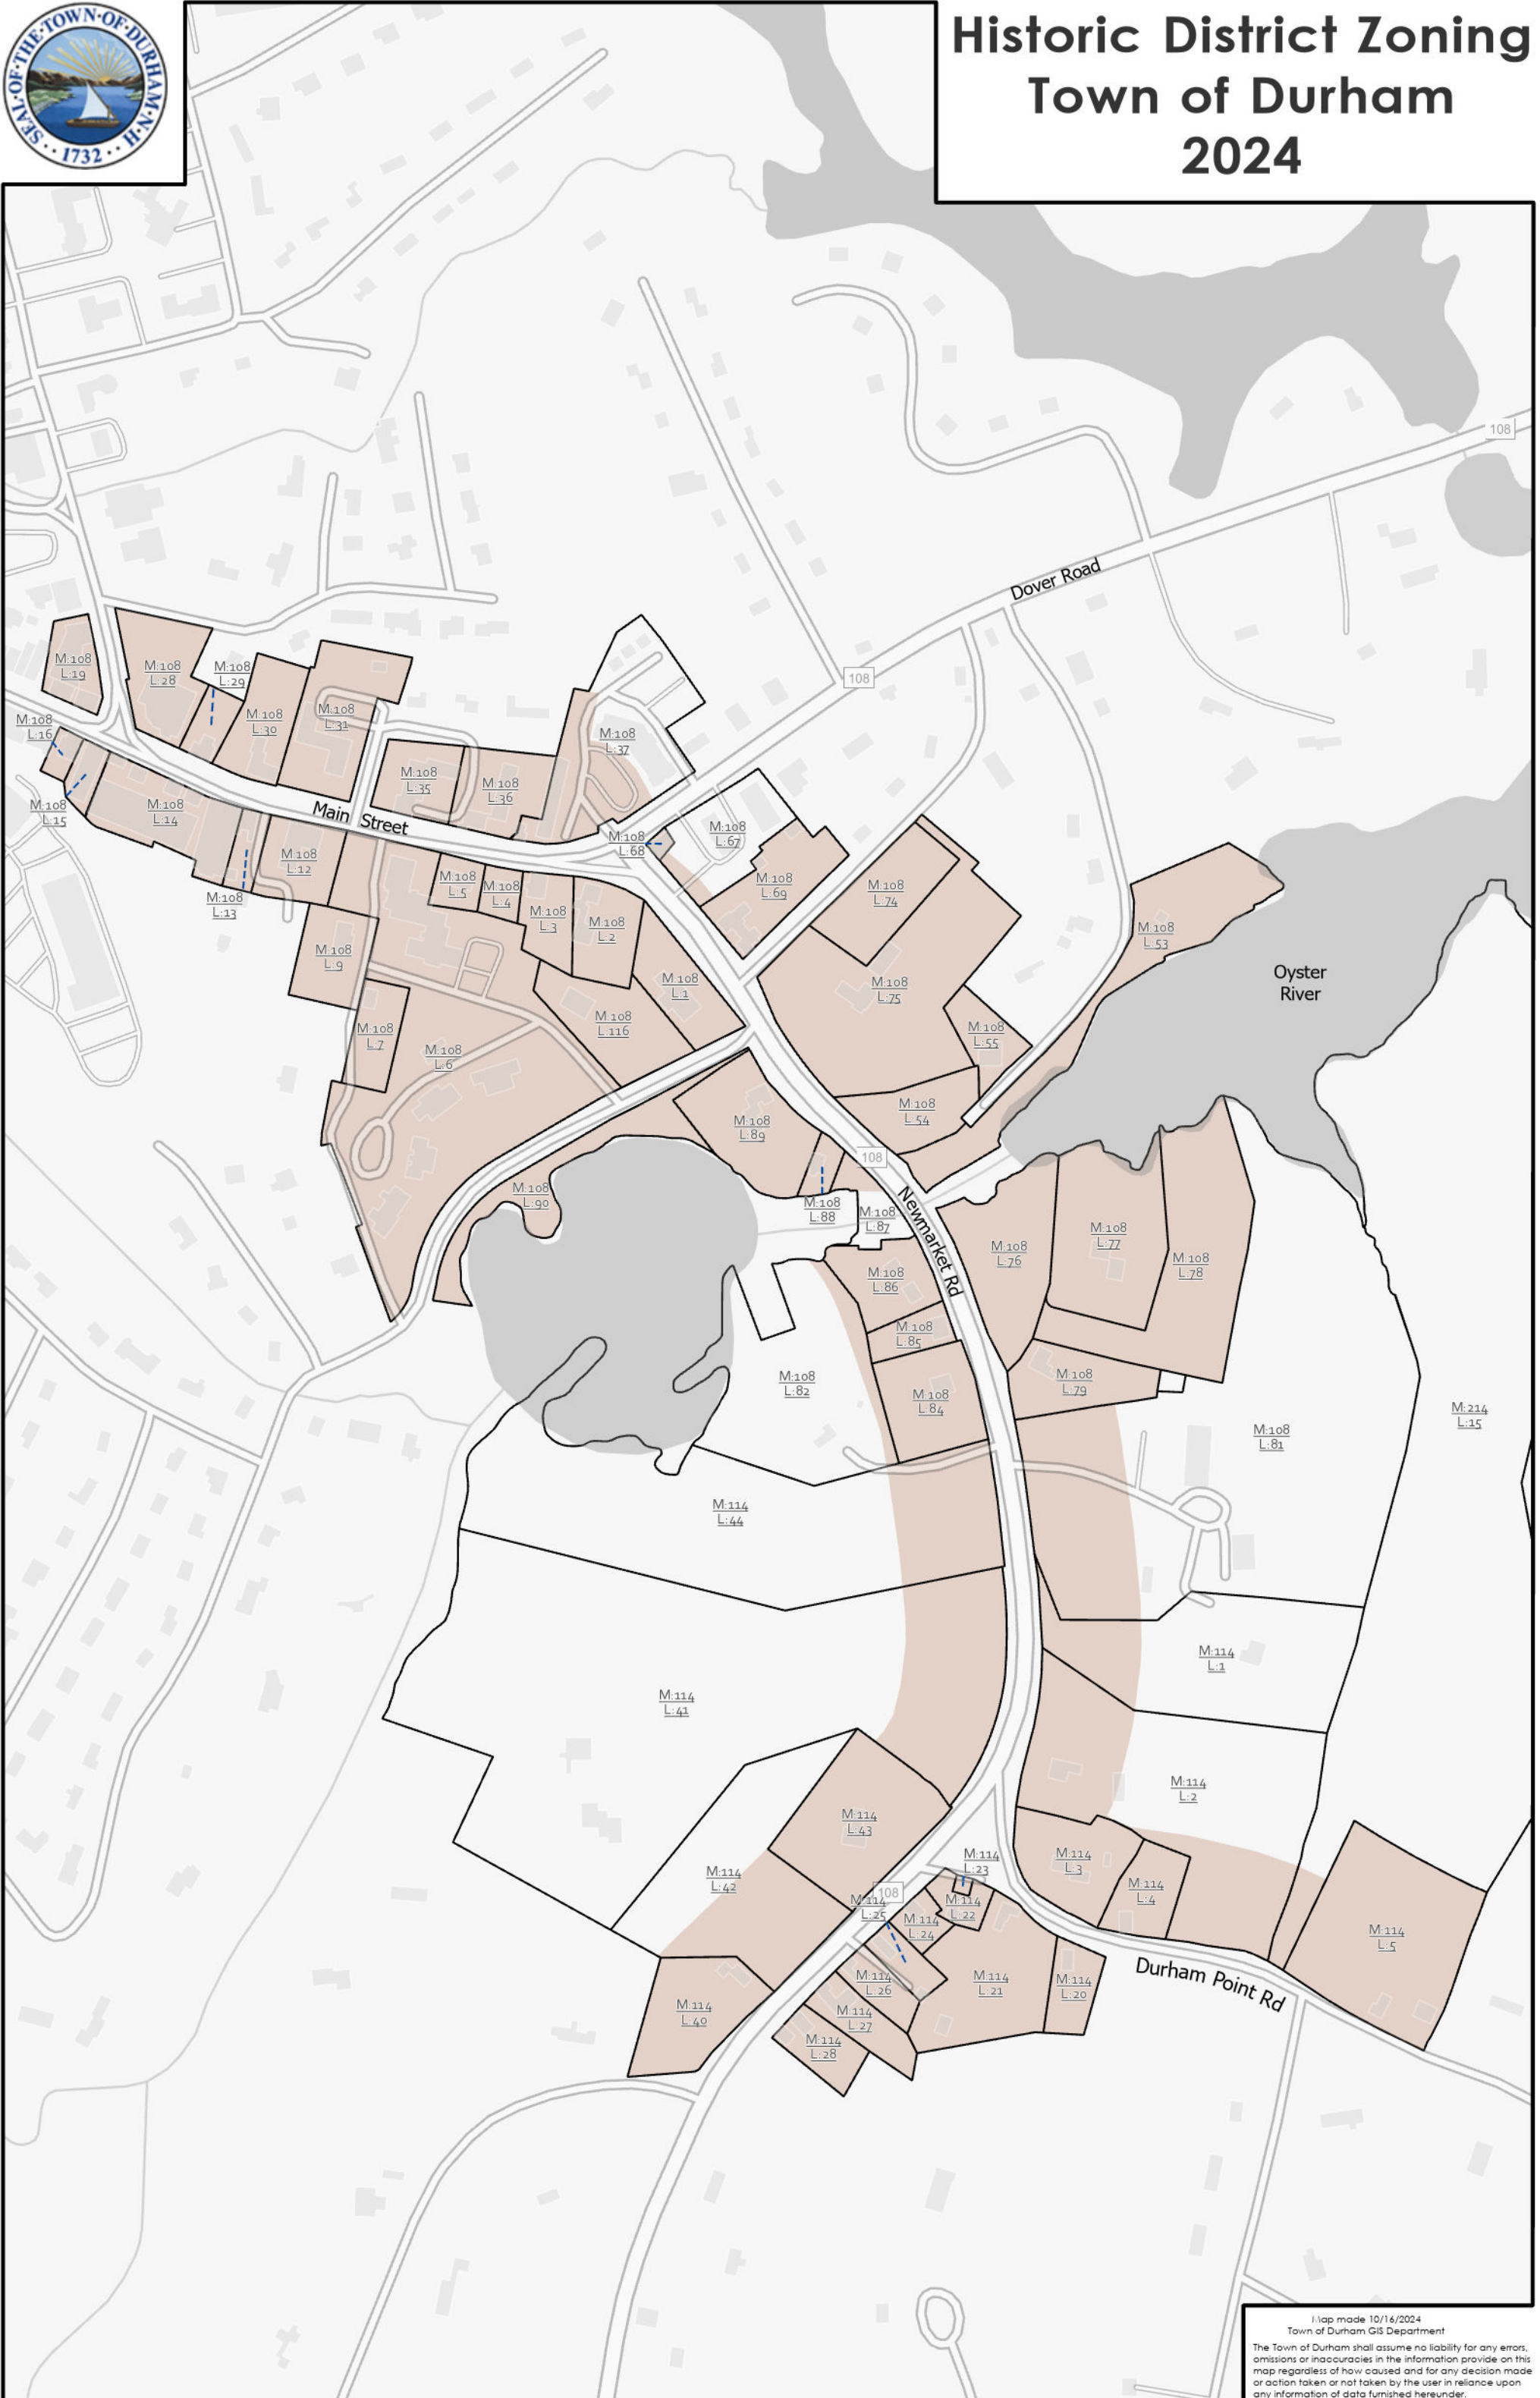 SEAL·OF·THE·TOWN·OF·DURHAM·N·H·
·· 1732 ··
Historic District Zoning
Town of Durham
2024
108
Dover Road
108
M:108
L:19
M:108
L:28
M:108
L:29
M:108
L:30
M:108
L:31
M:108
L:16
M:108
L:15
M:108
L:14
M:108
L:13
M:108
L:12
Main Street
M:108
L:35
M:108
L:36
M:108
L:37
M:108
L:68
M:108
L:67
M:108
L:69
M:108
L:74
M:108
L:5
M:108
L:4
M:108
L:3
M:108
L:2
M:108
L:1
M:108
L:9
M:108
L:7
M:108
L:6
M:108
L:116
M:108
L:75
M:108
L:55
M:108
L:53
Oyster
River
M:108
L:54
M:108
L:89
108
M:108
L:90
M:108
L:88
M:108
L:87
Newmarket Rd
M:108
L:76
M:108
L:77
M:108
L:78
M:108
L:86
M:108
L:85
M:108
L:84
M:108
L:82
M:108
L:79
M:108
L:81
M:214
L:15
M:114
L:44
M:114
L:41
M:114
L:1
M:114
L:2
M:114
L:43
M:114
L:42
M:114
L:3
M:114
L:4
M:114
L:5
M:114
L:23
M:114
L:22
108
M:114
L:25
M:114
L:24
M:114
L:26
M:114
L:21
M:114
L:20
M:114
L:27
M:114
L:28
M:114
L:40
Durham Point Rd
Map made 10/16/2024
Town of Durham GIS Department
The Town of Durham shall assume no liability for any errors,
omissions or inaccuracies in the information provide on this
map regardless of how caused and for any decision made
or action taken or not taken by the user in reliance upon
any information of data furnished hereunder.